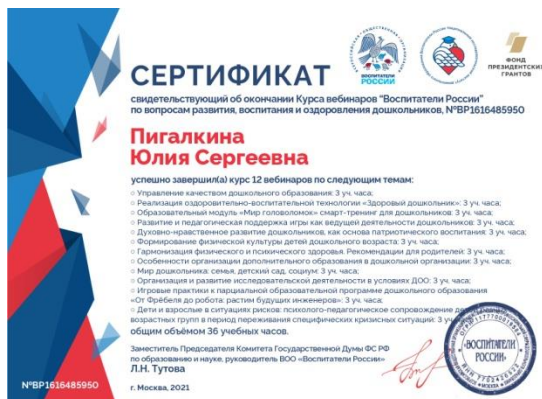 СЕРТИФИКАТ
ВОСПИТАТЕЛИ
РОССИИ
ФОНД
ПРЕЗИДЕНТСКИХ
ГРАНТОВ
свидетельствующий об окончании Курса вебинаров "Воспитатели России"
по вопросам развития, воспитания и оздоровления дошкольников, №ВР1616485950
Пигалкина
Юлия Сергеевна
успешно завершил(а) курс 12 вебинаров по следующим темам:
○ Управление качеством дошкольного образования: 3 уч. часа;
○ Реализация оздоровительно-воспитательной технологии «Здоровый дошкольник»: 3 уч. часа;
○ Образовательный модуль «Мир головоломок» смарт-тренинг для дошкольников: 3 уч. часа;
○ Развитие и педагогическая поддержка игры как ведущей деятельности дошкольников: 3 уч. часа;
○ Духовно-нравственное развитие дошкольников, как основа патриотического воспитания: 3 уч. часа;
○ Формирование физической культуры детей дошкольного возраста: 3 уч. часа;
○ Гармонизация физического и психического здоровья. Рекомендации для родителей: 3 уч. часа;
○ Особенности организации дополнительного образования в дошкольной организации: 3 уч. часа;
○ Мир дошкольника: семья, детский сад, социум: 3 уч. часа;
○ Организация и развитие исследовательской деятельности в условиях ДОО: 3 уч. часа;
○ Игровые практики к парциальной образовательной программе дошкольного образования
«От Фрёбеля до робота: растим будущих инженеров»: 3 уч. часа;
○ Дети и взрослые в ситуациях рисков: психолого-педагогическое сопровождение
возрастных групп в период переживания специфических кризисных ситуаций: 3 уч.
общим объёмом 36 учебных часов.
Заместитель Председателя Комитета Государственной Думы ФС РФ
по образованию и науке, руководитель ВОО «Воспитатели России»
Л.Н. Тутова
«ВОСПИТАТЕЛИ
РОССИИ»
№ВР1616485950
г. Москва, 2021